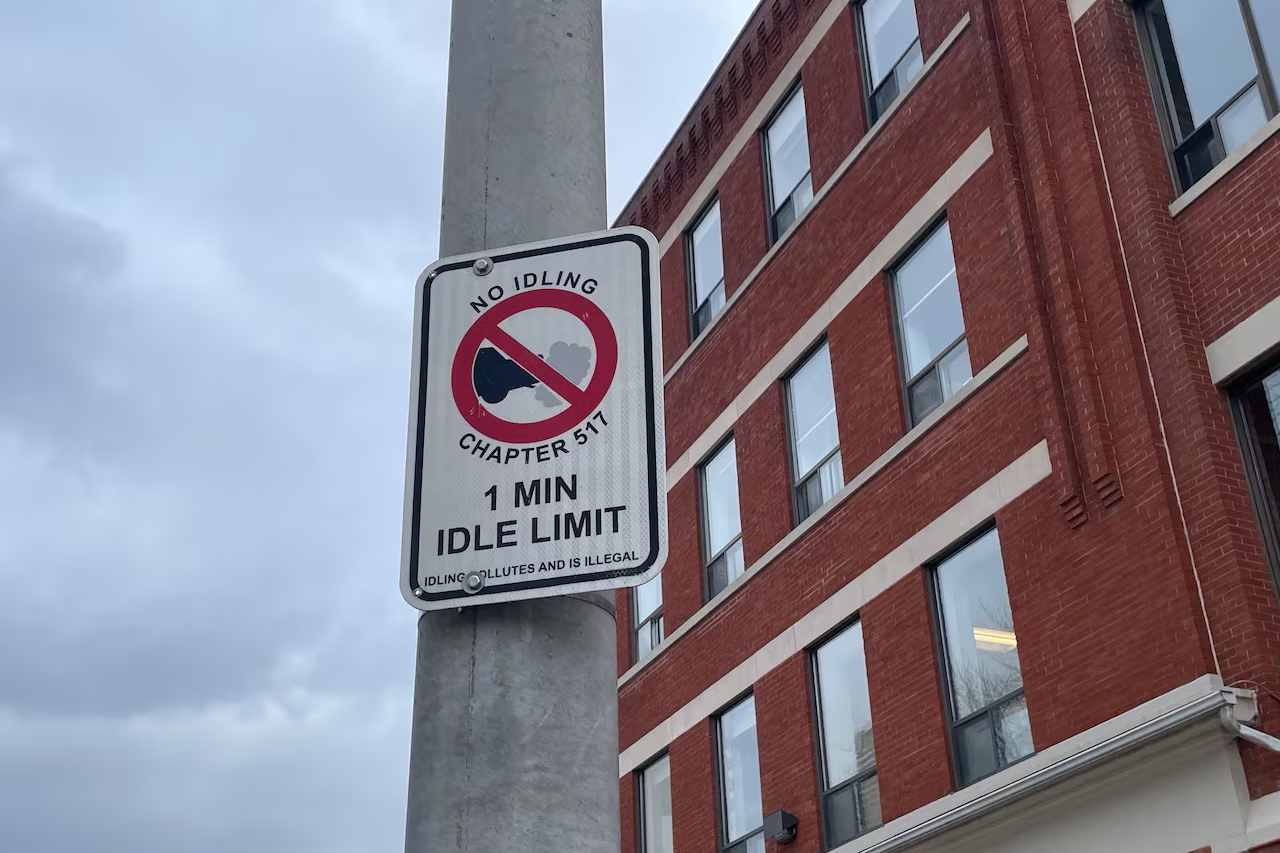 NO IDLING
CHAPTER 517
1 MIN
IDLE LIMIT
IDLING POLLUTES AND IS ILLEGAL